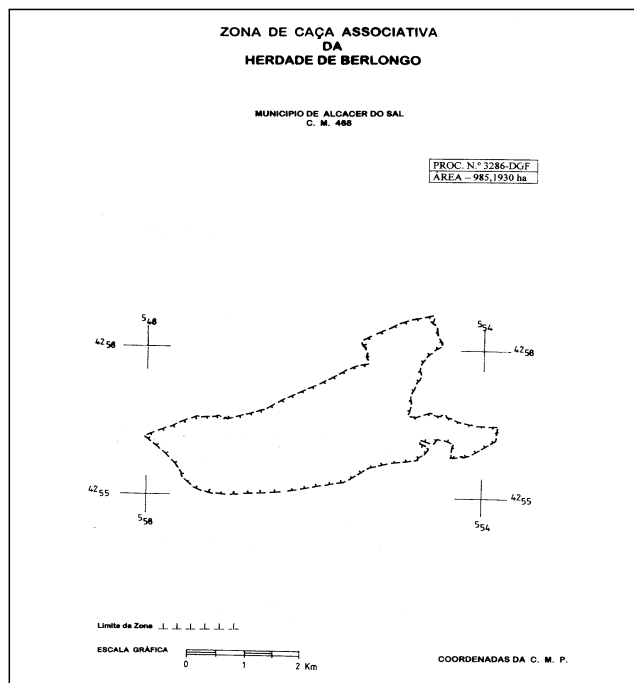 ZONA DE CAÇA ASSOCIATIVA
DA
HERDADE DE BERLONGO
MUNICIPIO DE ALCACER DO SAL
C. M. 468
PROC. N.º 3286-DGF
ÁREA – 985,1930 ha
548
554
4258
4258
4255
4255
558
554
Limite da Zona
ESCALA GRÁFICA
0 1 2 Km
COORDENADAS DA C. M. P.